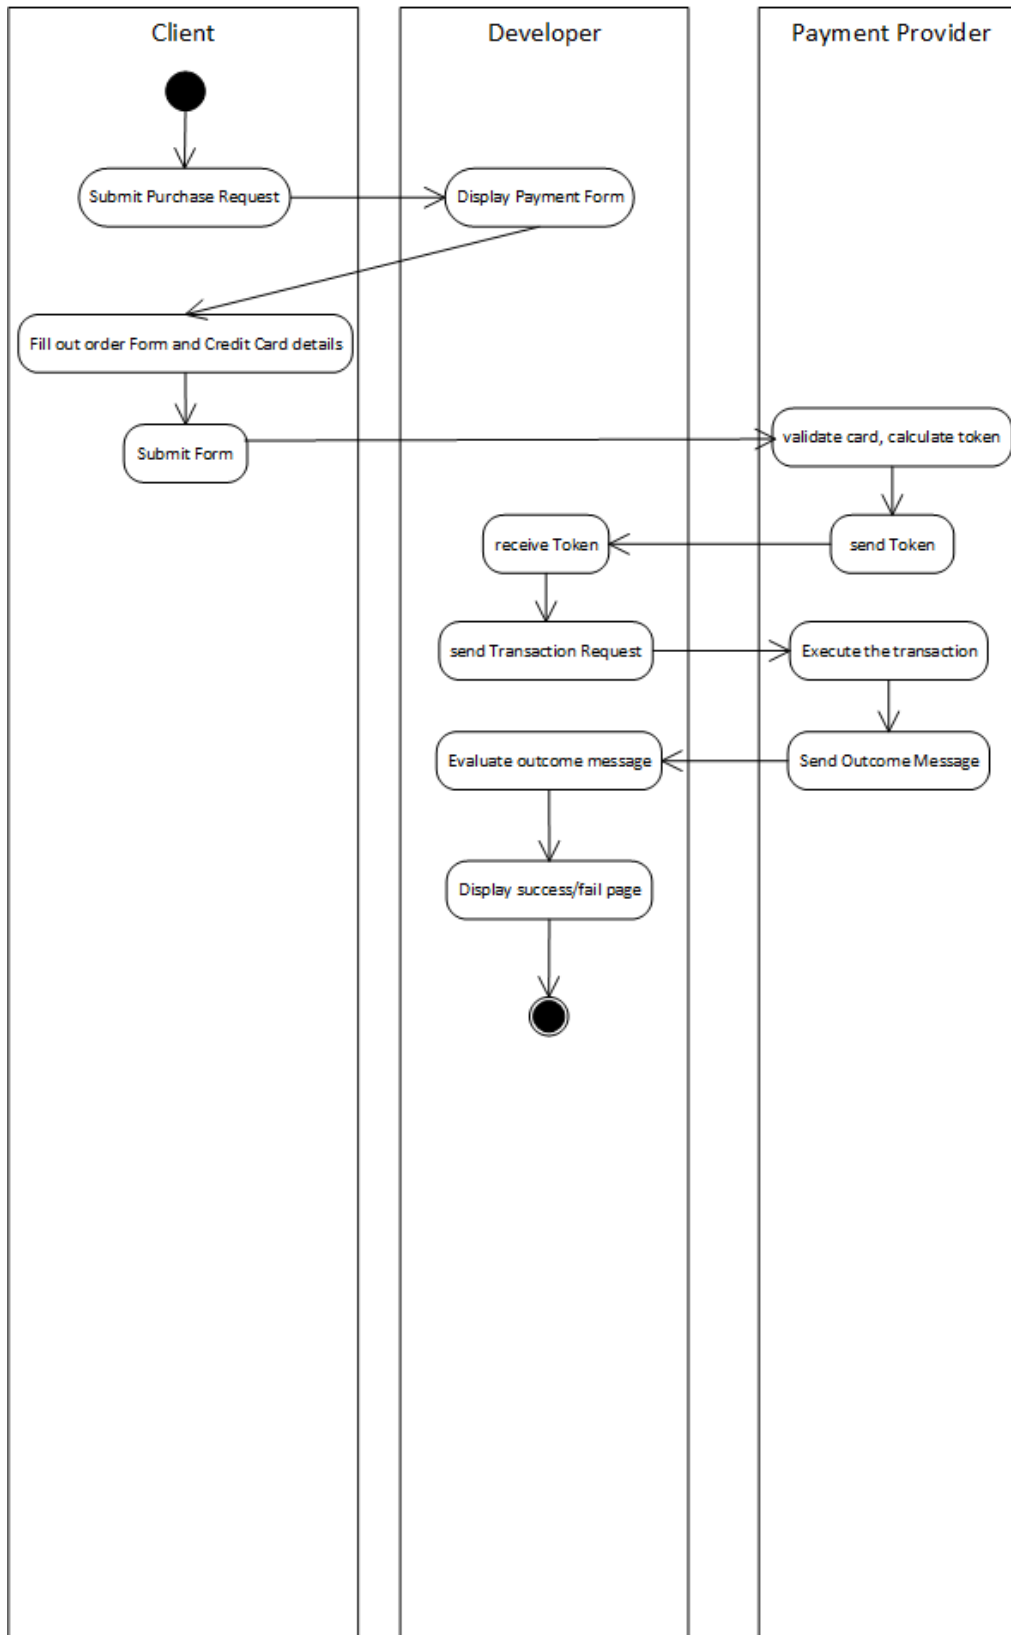 Client
Developer
Payment Provider
Submit Purchase Request
Display Payment Form
Fill out order Form and Credit Card details
Submit Form
validate card, calculate token
receive Token
send Token
send Transaction Request
Execute the transaction
Evaluate outcome message
Send Outcome Message
Display success/fail page